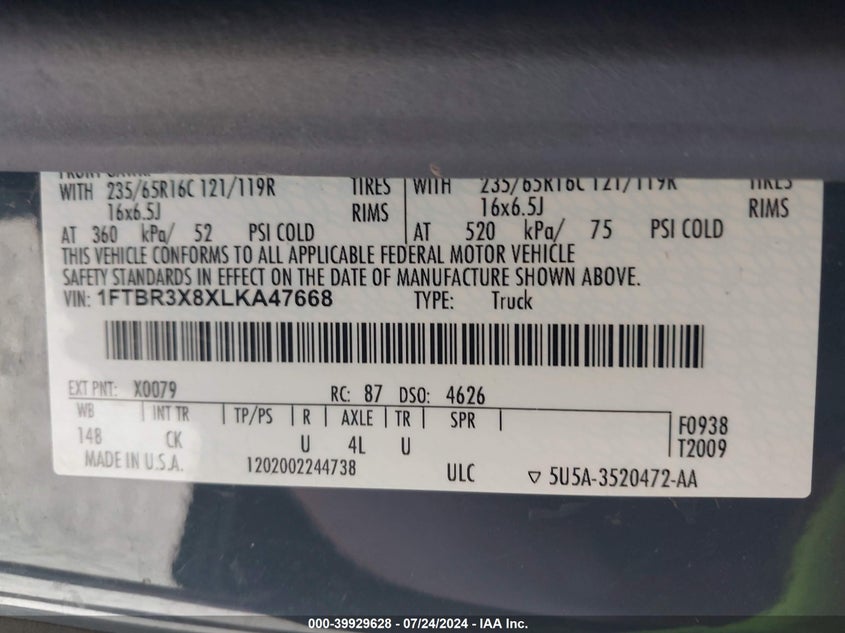 WITH 235/65R16C 121/119R TIRES WITH 235/65R16C 121/119R TIRES
16x6.5J RIMS 16x6.5J RIMS
AT 360 kPa/ 52 PSI COLD AT 520 kPa/ 75 PSI COLD
THIS VEHICLE CONFORMS TO ALL APPLICABLE FEDERAL MOTOR VEHICLE
SAFETY STANDARDS IN EFFECT ON THE DATE OF MANUFACTURE SHOWN ABOVE.
VIN: 1FTBR3X8XLKA47668 TYPE: Truck
EXT PNT: X0079 RC: 87 DSO: 4626
WB INT TR TP/PS R AXLE TR SPR F0938
148 CK U 4L U T2009
MADE IN U.S.A. 1202002244738 ULC ▽ 5U5A-3520472-AA
000-39929628 - 07/24/2024 - IAA Inc.